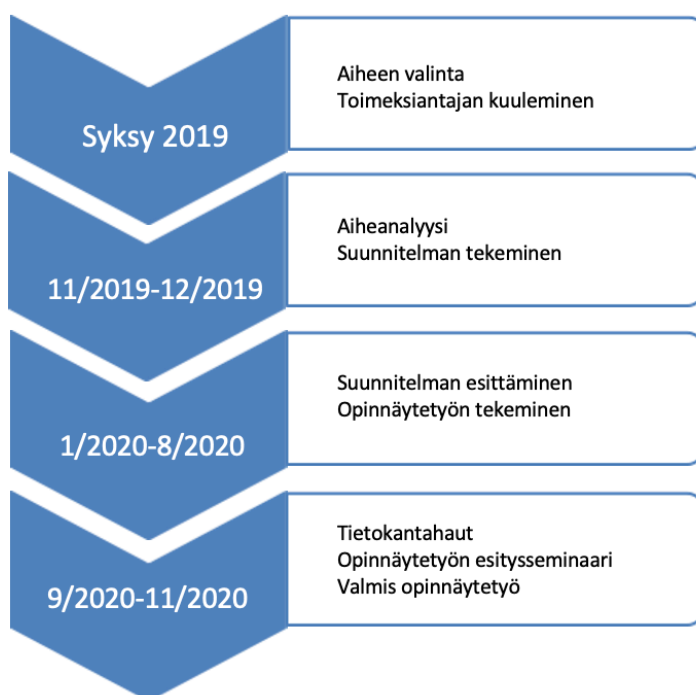 Syksy 2019
Aiheen valinta
Toimeksiantajan kuuleminen
11/2019-12/2019
Aiheanalyysi
Suunnitelman tekeminen
1/2020-8/2020
Suunnitelman esittäminen
Opinnäytetyön tekeminen
9/2020-11/2020
Tietokantahaut
Opinnäytetyön esitysseminaari
Valmis opinnäytetyö